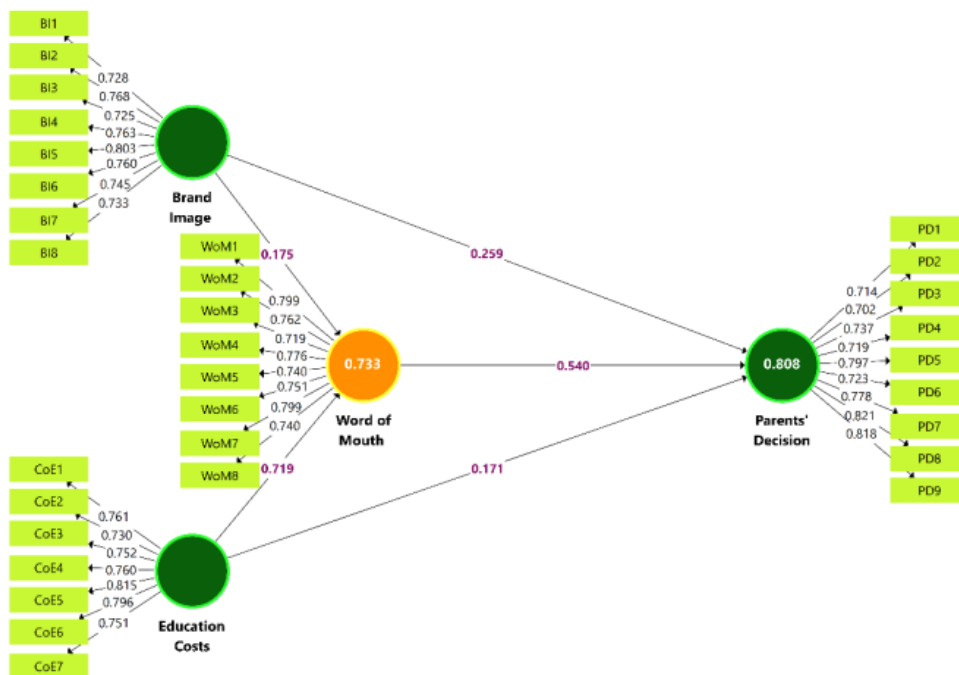 BI1
BI2
BI3
BI4
BI5
BI6
BI7
BI8
0.728
0.768
0.725
0.763
0.803
0.760
0.745
0.733
Brand
Image
0.175
0.259
WoM1
WoM2
WoM3
WoM4
WoM5
WoM6
WoM7
WoM8
0.799
0.762
0.719
0.776
0.740
0.751
0.799
0.740
0.733
Word of
Mouth
0.540
0.719
0.171
CoE1
CoE2
CoE3
CoE4
CoE5
CoE6
CoE7
0.761
0.730
0.752
0.760
0.815
0.796
0.751
Education
Costs
0.808
Parents'
Decision
0.714
0.702
0.737
0.719
0.797
0.723
0.778
0.821
0.818
PD1
PD2
PD3
PD4
PD5
PD6
PD7
PD8
PD9